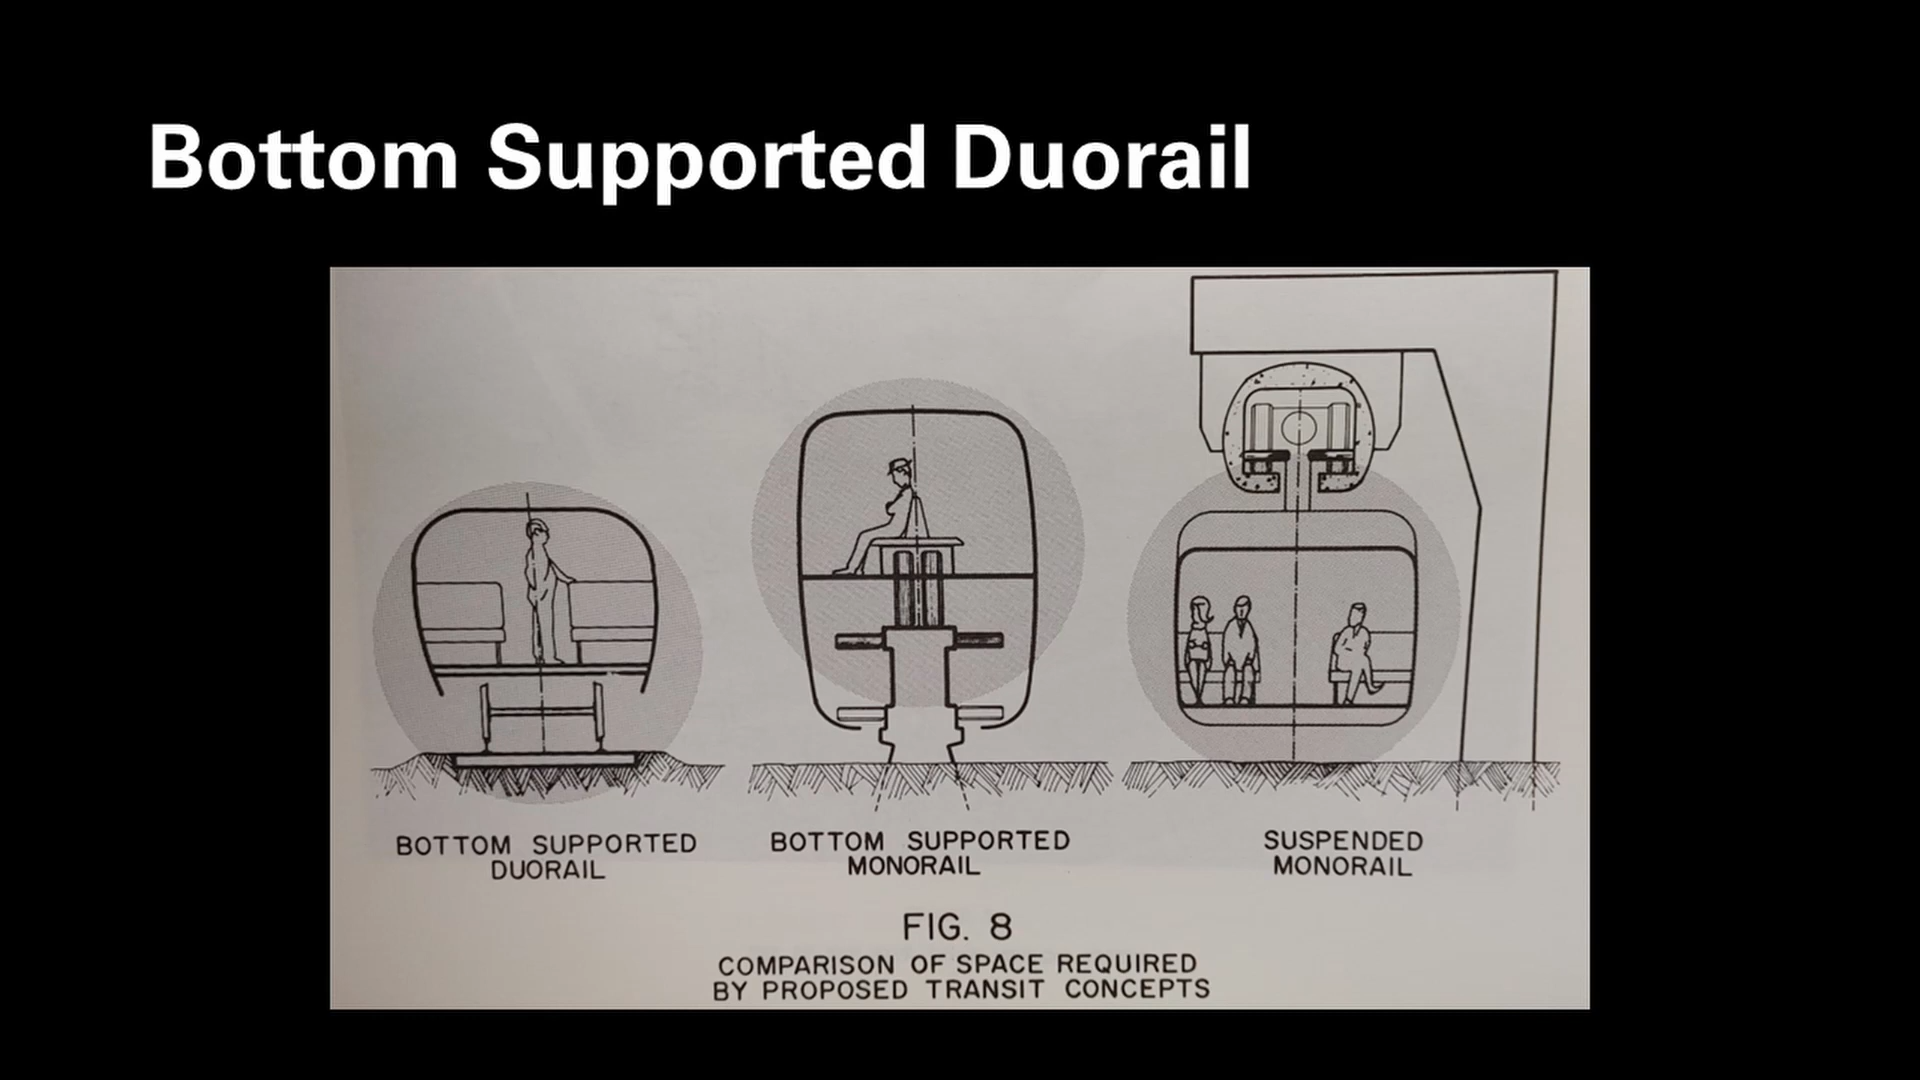 Bottom Supported Duorail
BOTTOM SUPPORTED
DUORAIL
BOTTOM SUPPORTED
MONORAIL
SUSPENDED
MONORAIL
FIG. 8
COMPARISON OF SPACE REQUIRED
BY PROPOSED TRANSIT CONCEPTS